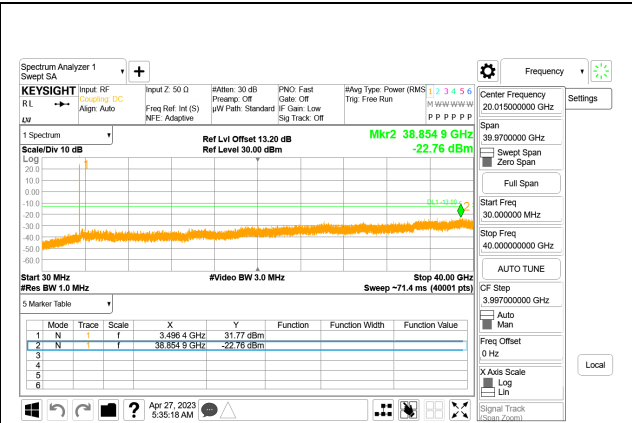 Spectrum Analyzer 1
Swept SA
Frequency
Settings
KEYSIGHT Input: RF
RL Coupling: DC
Align: Auto
Input Z: 50 Ω
Freq Ref: Int (S)
NFE: Adaptive
#Atten: 30 dB
Preamp: Off
µW Path: Standard
PNO: Fast
Gate: Off
IF Gain: Low
Sig Track: Off
#Avg Type: Power (RMS
Trig: Free Run
1 2 3 4 5 6
M W W W W W
P P P P P P
1 Spectrum
Scale/Div 10 dB
Ref Lvl Offset 13.20 dB
Ref Level 30.00 dBm
Mkr2 38.854 9 GHz
-22.76 dBm
Log
20.0
10.0
0.00
-10.0
-20.0
-30.0
-40.0
-50.0
-60.0
1
DL1 -13.00
2
Start 30 MHz
#Res BW 1.0 MHz
#Video BW 3.0 MHz
Stop 40.00 GHz
Sweep ~71.4 ms (40001 pts)
5 Marker Table
Mode Trace Scale X Y Function Function Width Function Value
1 N 1 f 3.496 4 GHz 31.77 dBm
2 N 1 f 38.854 9 GHz -22.76 dBm
3
4
5
6
Center Frequency
20.015000000 GHz
Span
39.9700000 GHz
Swept Span
Zero Span
Full Span
Start Freq
30.000000 MHz
Stop Freq
40.000000000 GHz
AUTO TUNE
CF Step
3.997000000 GHz
Auto
Man
Freq Offset
0 Hz
X Axis Scale
Log
Lin
Signal Track
(Span Zoom)
Local
Apr 27, 2023
5:35:18 AM